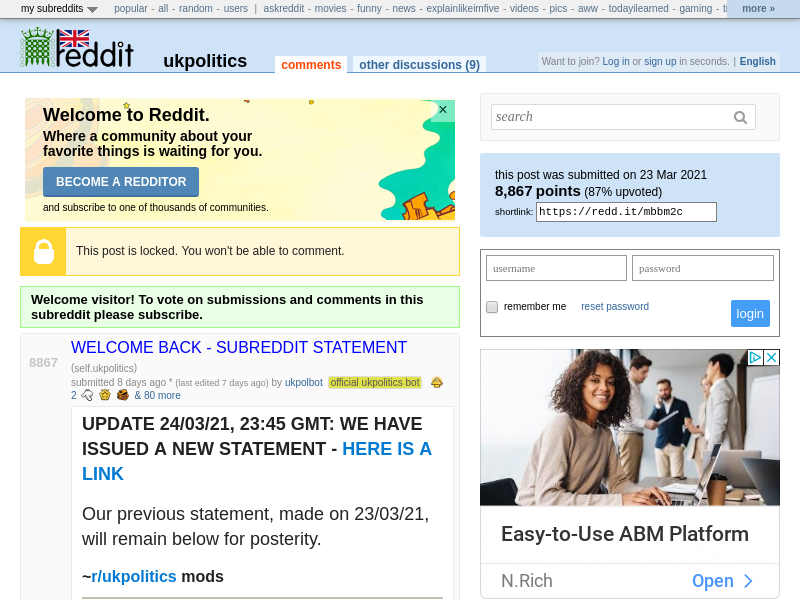 my subreddits popular - all - random - users | askreddit - movies - funny - news - explainlikeimfive - videos - pics - aww - todayilearned - gaming - more »
reddit ukpolitics comments other discussions (9)
Want to join? Log in or sign up in seconds. | English
Welcome to Reddit.
Where a community about your
favorite things is waiting for you.
BECOME A REDDITOR
and subscribe to one of thousands of communities.
×
This post is locked. You won't be able to comment.
Welcome visitor! To vote on submissions and comments in this
subreddit please subscribe.
8867
WELCOME BACK - SUBREDDIT STATEMENT
(self.ukpolitics)
submitted 8 days ago * (last edited 7 days ago) by ukpolbot official ukpolitics bot
2 & 80 more
UPDATE 24/03/21, 23:45 GMT: WE HAVE
ISSUED A NEW STATEMENT - HERE IS A
LINK
Our previous statement, made on 23/03/21,
will remain below for posterity.
~r/ukpolitics mods
search
this post was submitted on 23 Mar 2021
8,867 points (87% upvoted)
shortlink: https://redd.it/mbbm2c
username password
remember me reset password login
Easy-to-Use ABM Platform
N.Rich Open